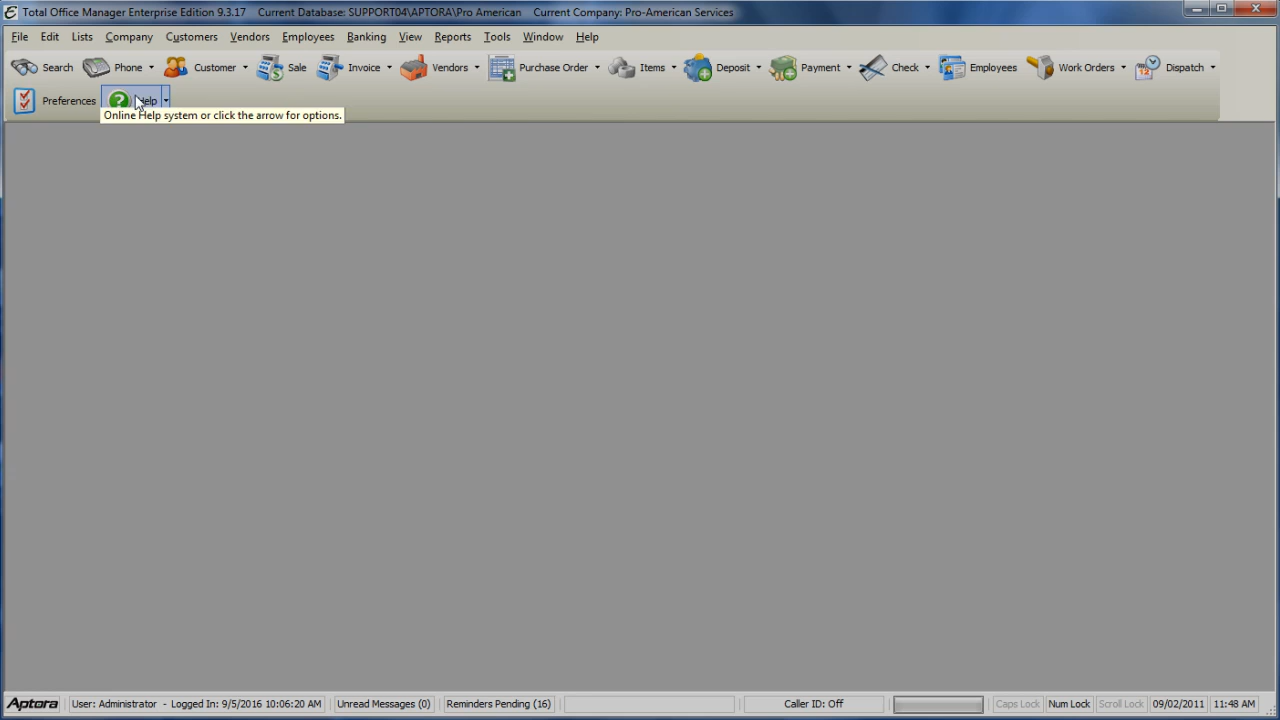 Total Office Manager Enterprise Edition 9.3.17 Current Database: SUPPORT04\APTORA\Pro American Current Company: Pro-American Services
File Edit Lists Company Customers Vendors Employees Banking View Reports Tools Window Help
Search Phone Customer Sale Invoice Vendors Purchase Order Items Deposit Payment Check Employees Work Orders Dispatch
Preferences Help
Online Help system or click the arrow for options.
Aptora User: Administrator - Logged In: 9/5/2016 10:06:20 AM Unread Messages (0) Reminders Pending (16) Caller ID: Off Caps Lock Num Lock Scroll Lock 09/02/2011 11:48 AM